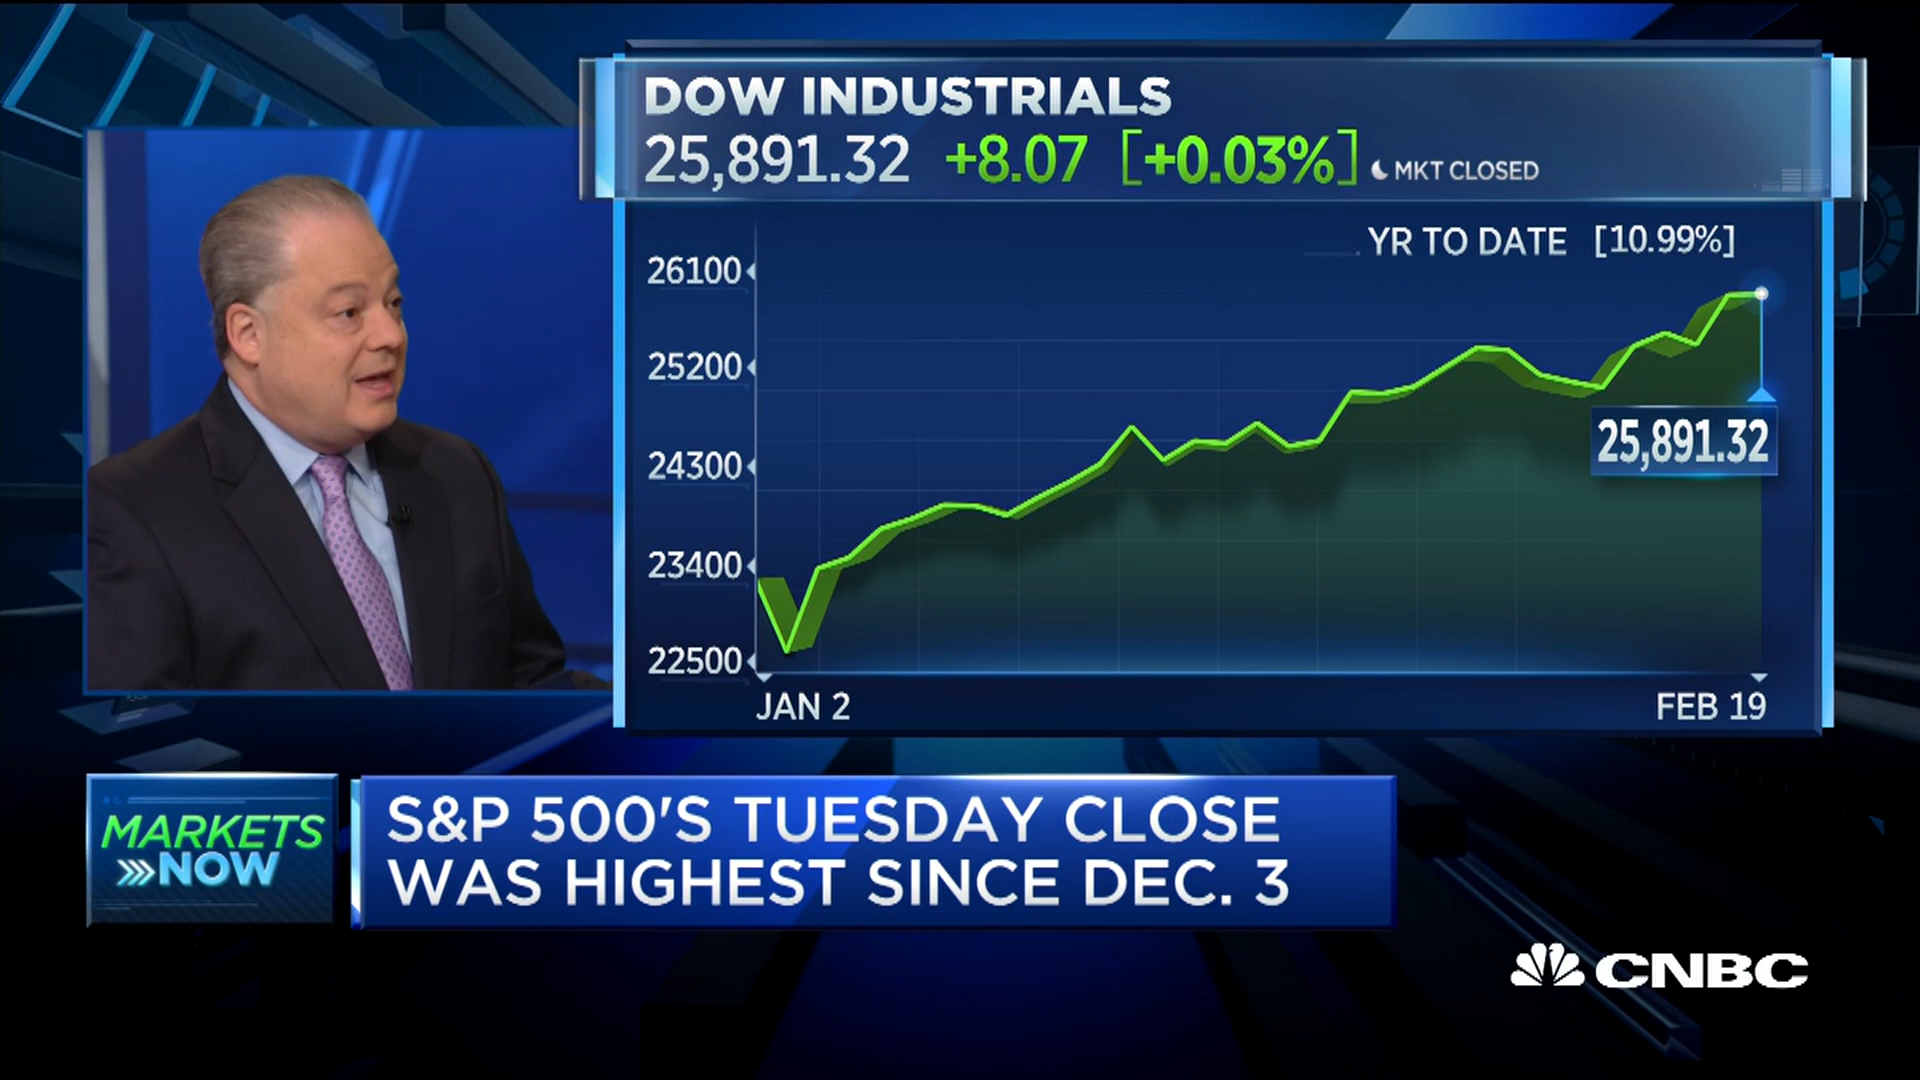 DOW INDUSTRIALS
25,891.32 +8.07 [+0.03%] MKT CLOSED
YR TO DATE [10.99%]
26100
25200
24300
23400
22500
25,891.32
JAN 2 FEB 19
MARKETS
NOW
S&P 500'S TUESDAY CLOSE
WAS HIGHEST SINCE DEC. 3
CNBC